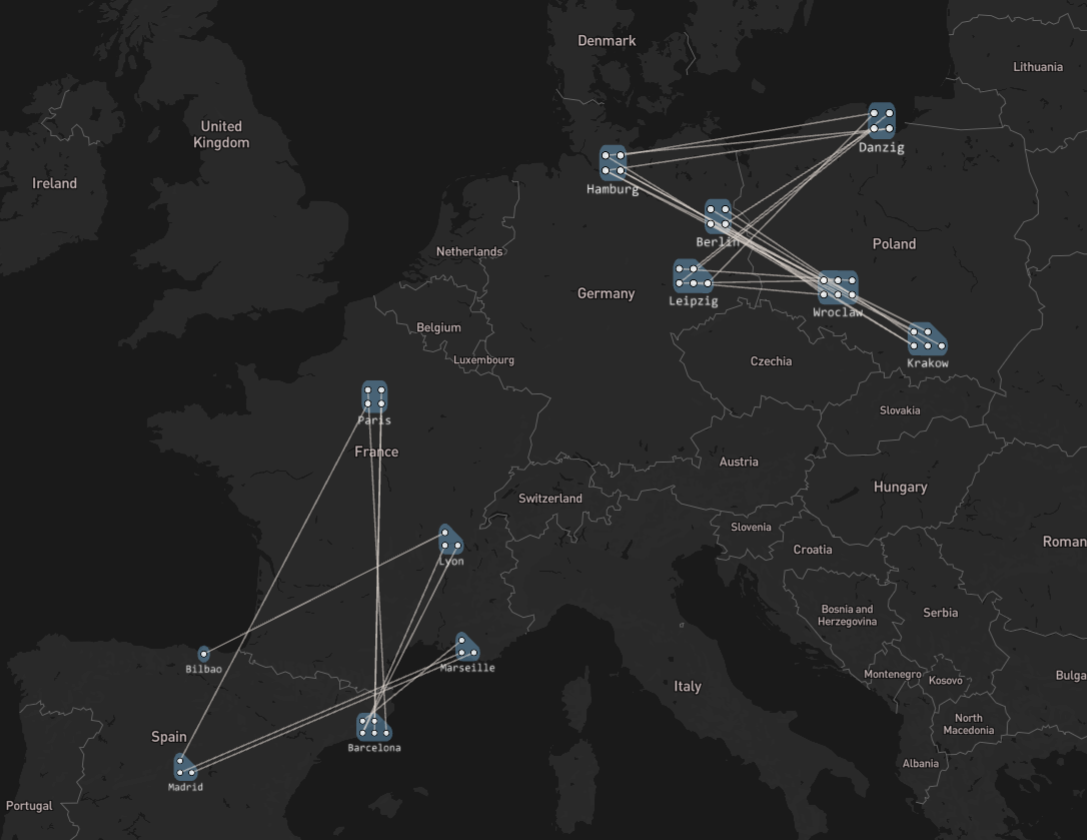 Denmark
Lithuania
Danzig
United
Kingdom
Ireland
Hamburg
Berlin
Poland
Netherlands
Germany
Leipzig
Wroclaw
Belgium
Luxembourg
Czechia
Krakow
Slovakia
Paris
France
Austria
Hungary
Switzerland
Slovenia
Croatia
Roman
Lyon
Bosnia and
Herzegovina
Serbia
Bilbao
Marseille
Montenegro
Kosovo
Bulga
Italy
North
Macedonia
Spain
Barcelona
Albania
Madrid
Portugal